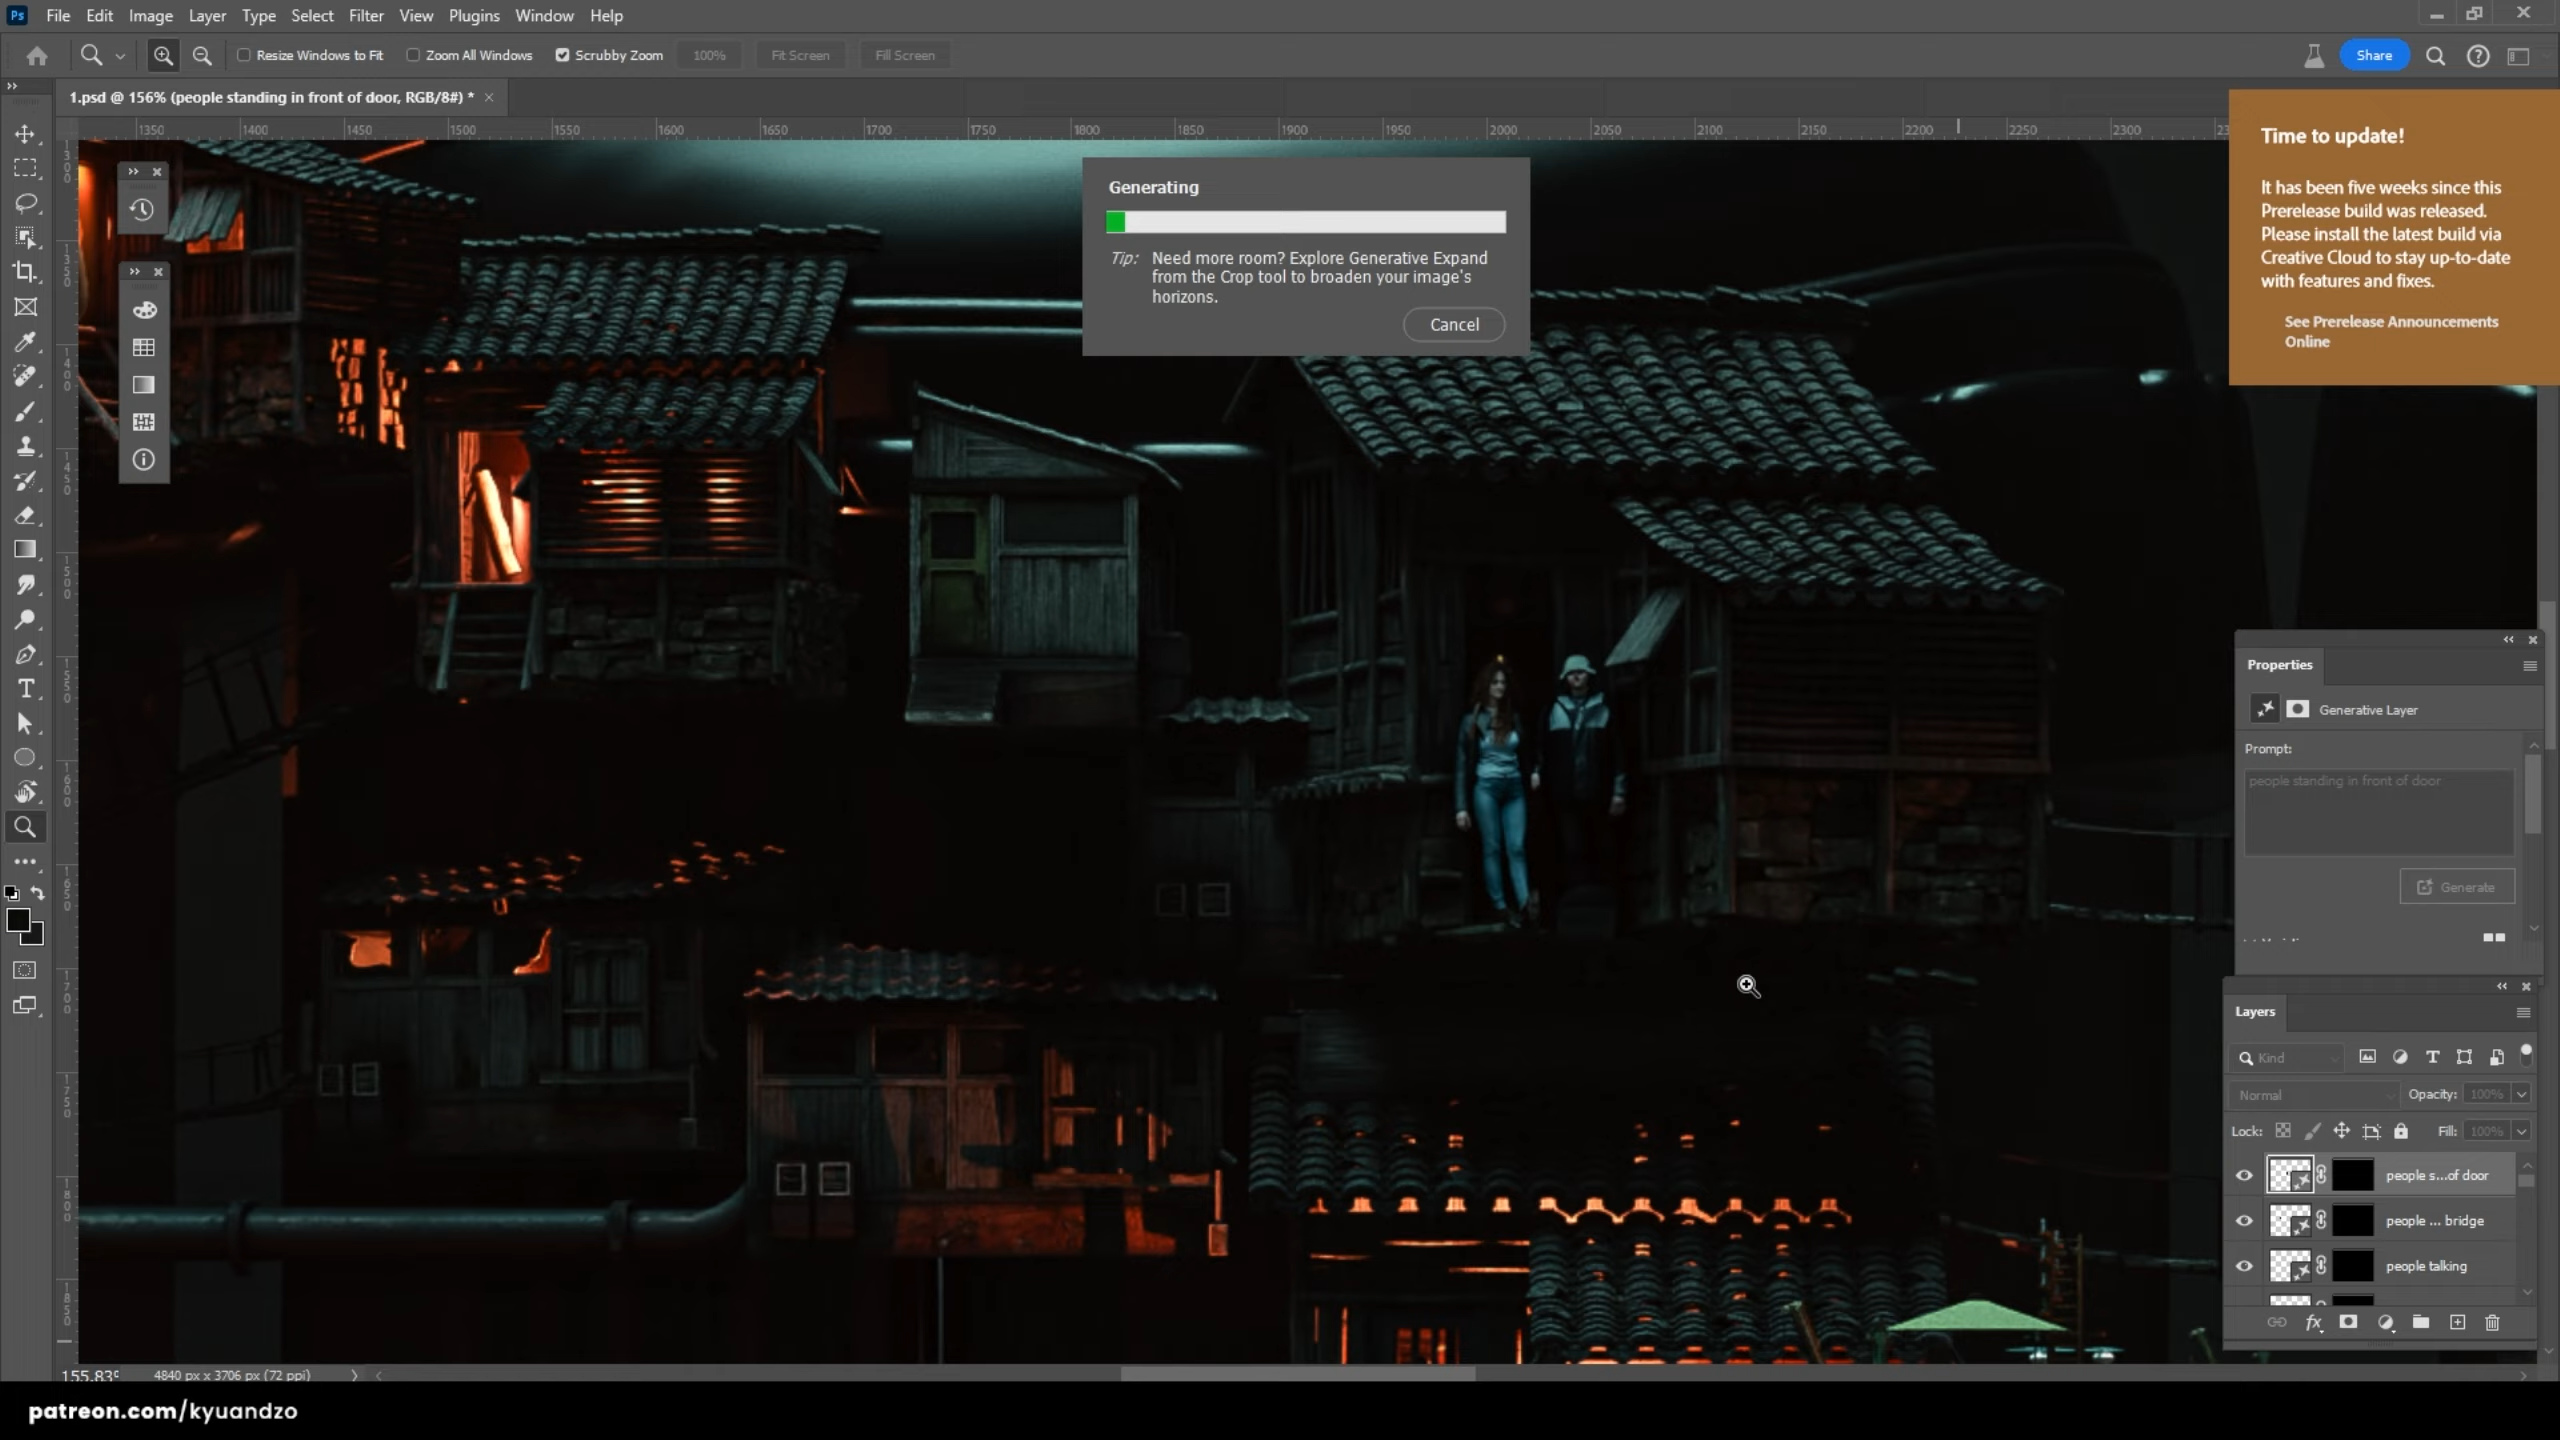 Ps File Edit Image Layer Type Select Filter View Plugins Window Help
Resize Windows to Fit Zoom All Windows Scrubby Zoom 100% Fit Screen Fill Screen Share
1.psd @ 156% (people standing in front of door, RGB/8#) *
1350 1400 1450 1500 1550 1600 1650 1700 1750 1800 1850 1900 1950 2000 2050 2100 2150 2200 2250 2300
Time to update!
It has been five weeks since this
Prerelease build was released.
Please install the latest build via
Creative Cloud to stay up-to-date
with features and fixes.
See Prerelease Announcements
Online
Generating
Tip: Need more room? Explore Generative Expand
from the Crop tool to broaden your image's
horizons.
Cancel
Properties
Generative Layer
Prompt:
people standing in front of door
Generate
Layers
Kind
Normal Opacity: 100%
Lock: Fill: 100%
people s...of door
people ... bridge
people talking
155.83% 4840 px x 3706 px (72 ppi)
patreon.com/kyuandzo